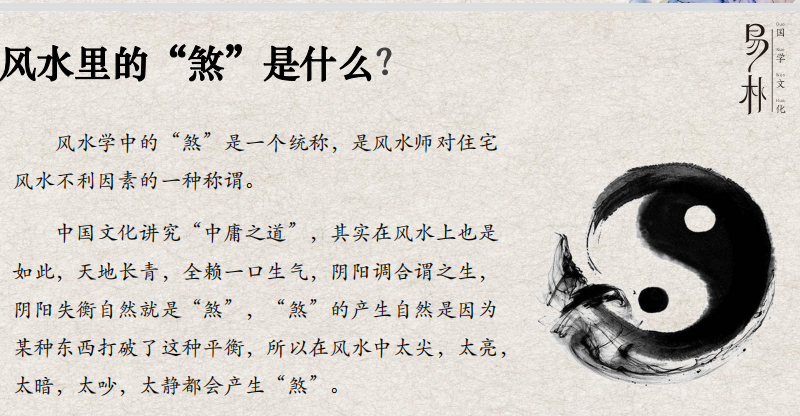 风水里的“煞”是什么?
易朴
国学文化
风水学中的“煞”是一个统称，是风水师对住宅
风水不利因素的一种称谓。
中国文化讲究“中庸之道”，其实在风水上也是
如此，天地长青，全赖一口生气，阴阳调合谓之生，
阴阳失衡自然就是“煞”，“煞”的产生自然是因为
某种东西打破了这种平衡，所以在风水中太尖，太亮，
太暗，太吵，太静都会产生“煞”。